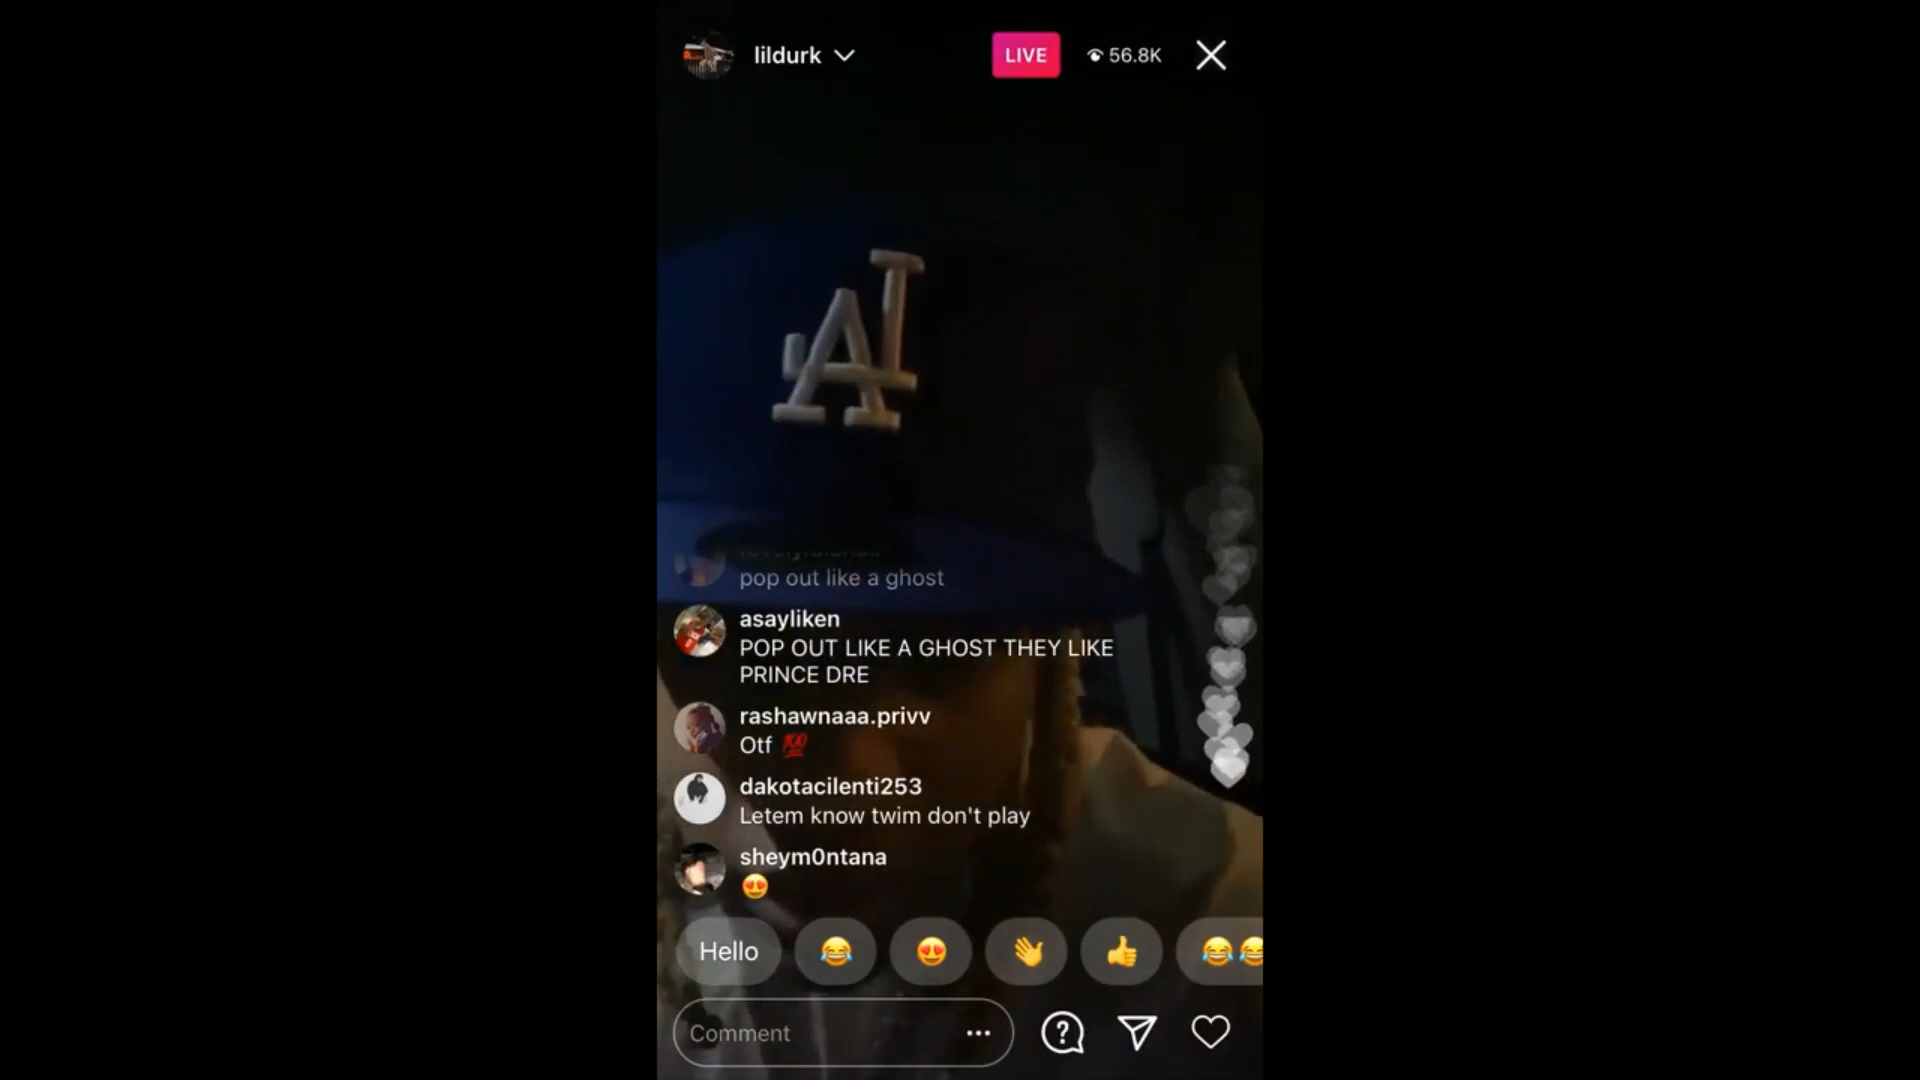 lildurk
LIVE
56.8K
LA
pop out like a ghost
asayliken
POP OUT LIKE A GHOST THEY LIKE
PRINCE DRE
rashawnaaa.privv
Otf 💯
dakotacilenti253
Letem know twim don't play
sheym0ntana
😍
Hello
Comment